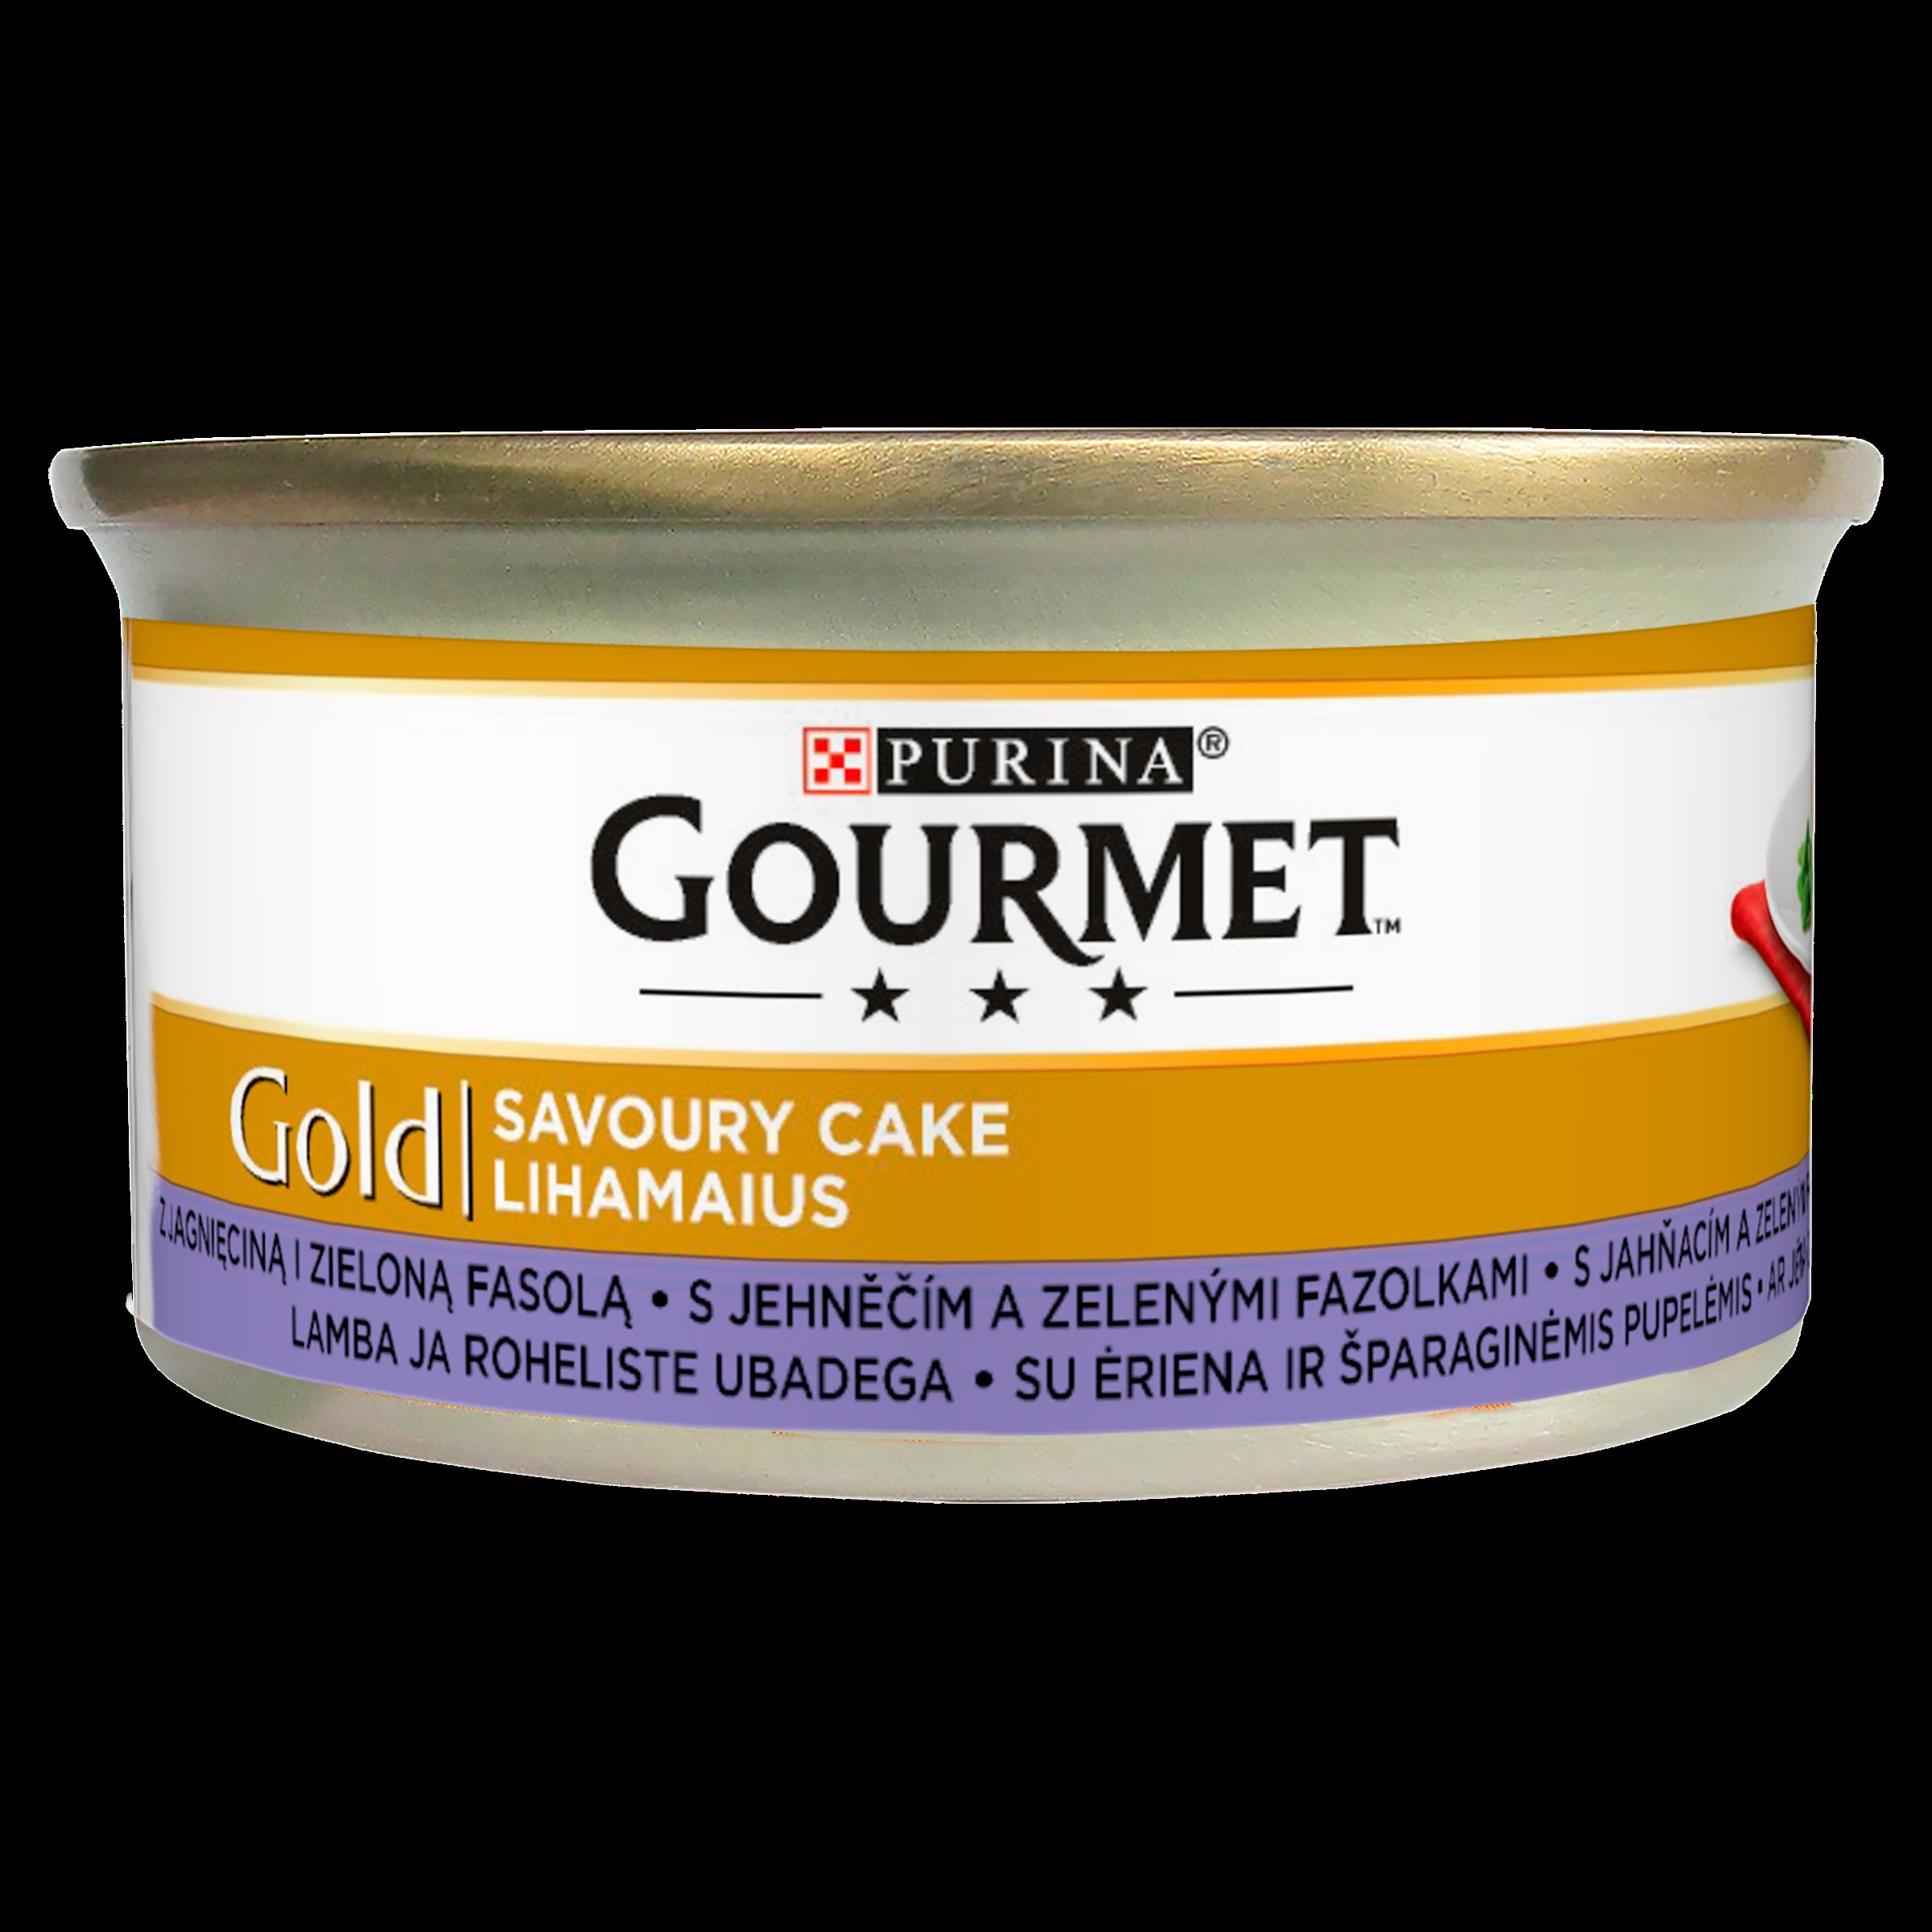 PURINA®
GOURMET™
Gold
SAVOURY CAKE
LIHAMAIUS
Z JAGNIĘCINĄ I ZIELONĄ FASOLĄ • S JEHNĚČÍM A ZELENÝMI FAZOLKAMI • S JAHŇACÍM A
LAMBA JA ROHELISTE UBADEGA • SU ĖRIENA IR ŠPARAGINĖMIS PUPELĖMIS • AR